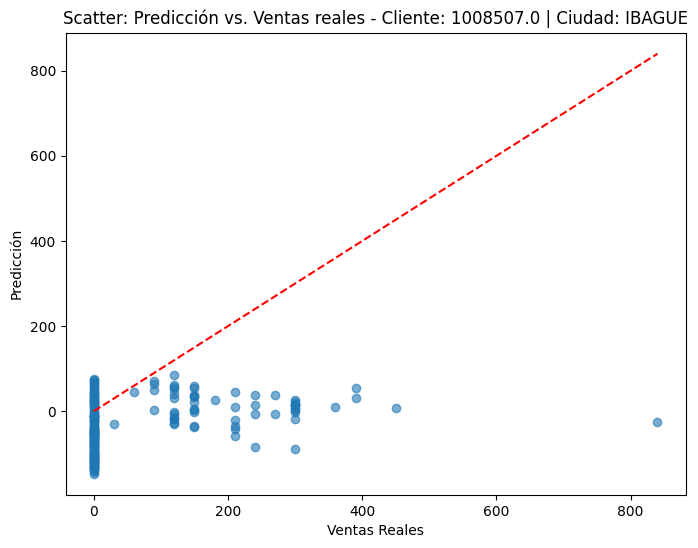 Scatter: Predicción vs. Ventas reales - Cliente: 1008507.0 | Ciudad: IBAGUE
800
600
400
200
0
Predicción
0 200 400 600 800
Ventas Reales